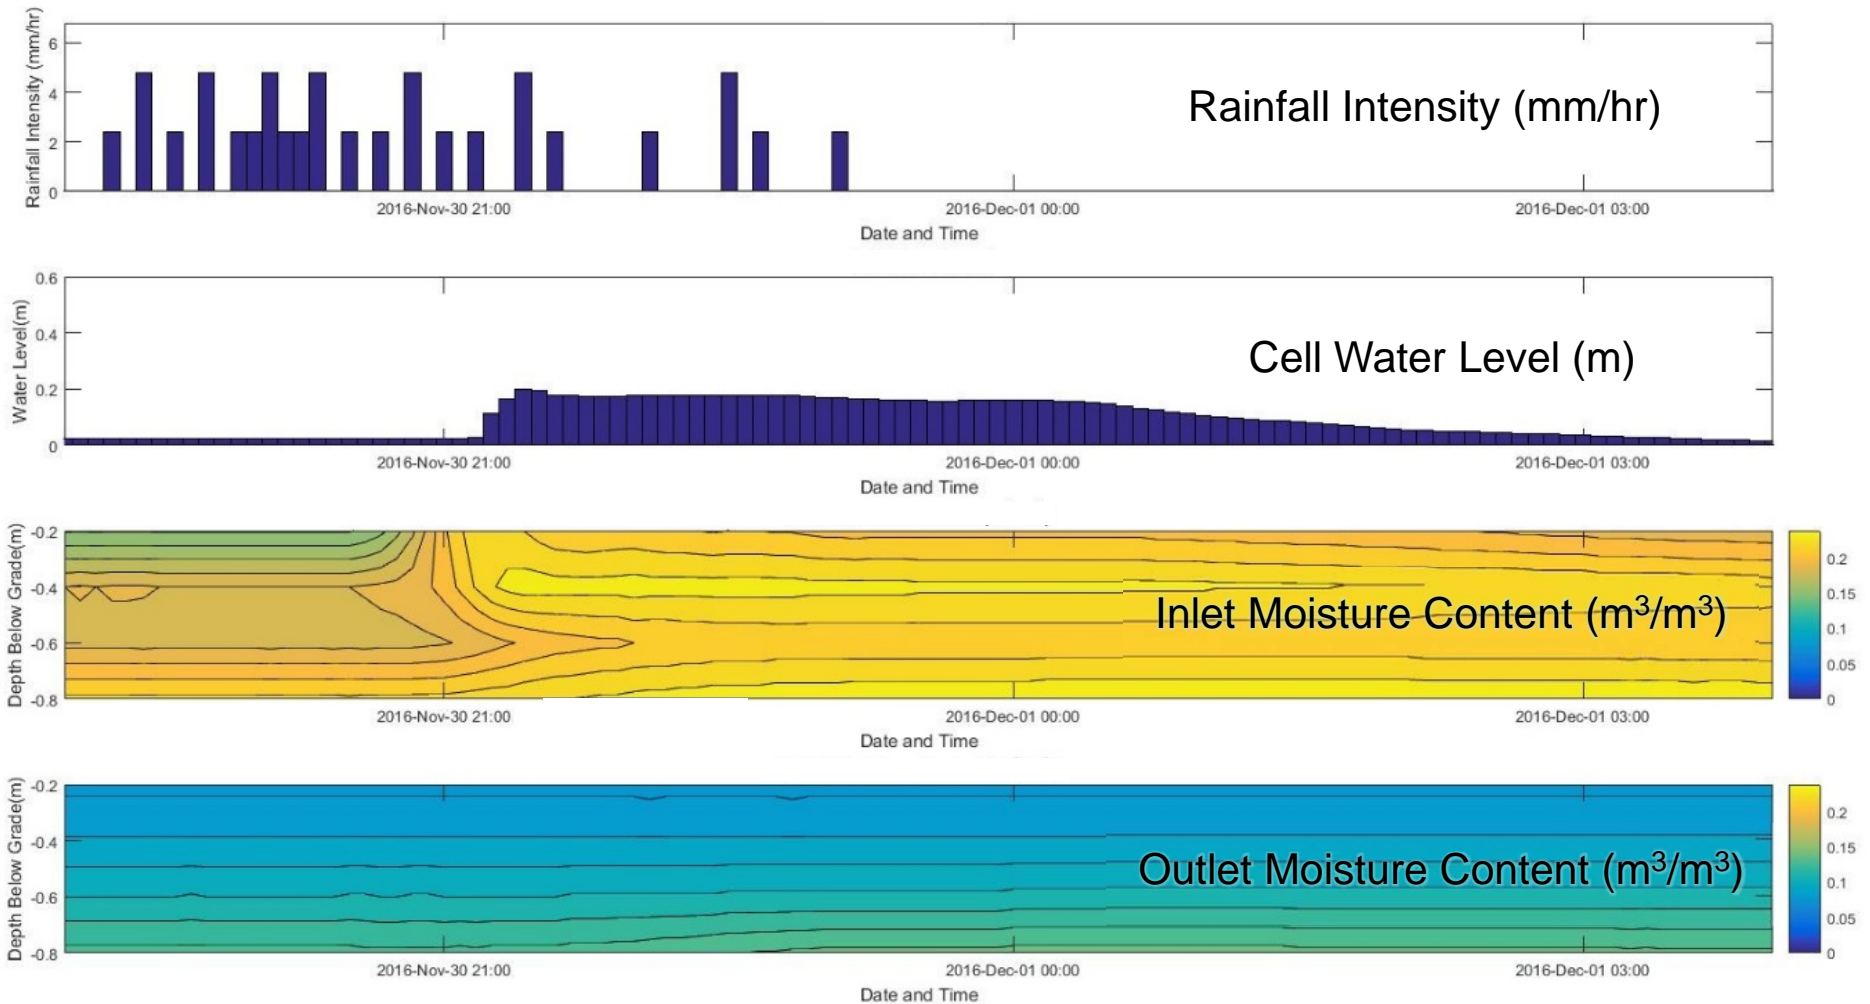 Rainfall Intensity (mm/hr)
6
4
2
0
Rainfall Intensity (mm/hr)
2016-Nov-30 21:00
2016-Dec-01 00:00
2016-Dec-01 03:00
Date and Time
Water Level(m)
0.6
0.4
0.2
0
Cell Water Level (m)
2016-Nov-30 21:00
2016-Dec-01 00:00
2016-Dec-01 03:00
Date and Time
Depth Below Grade(m)
-0.2
-0.4
-0.6
-0.8
Inlet Moisture Content (m³/m³)
0.2
0.15
0.1
0.05
0
2016-Nov-30 21:00
2016-Dec-01 00:00
2016-Dec-01 03:00
Date and Time
Depth Below Grade(m)
-0.2
-0.4
-0.6
-0.8
Outlet Moisture Content (m³/m³)
0.2
0.15
0.1
0.05
0
2016-Nov-30 21:00
2016-Dec-01 00:00
2016-Dec-01 03:00
Date and Time